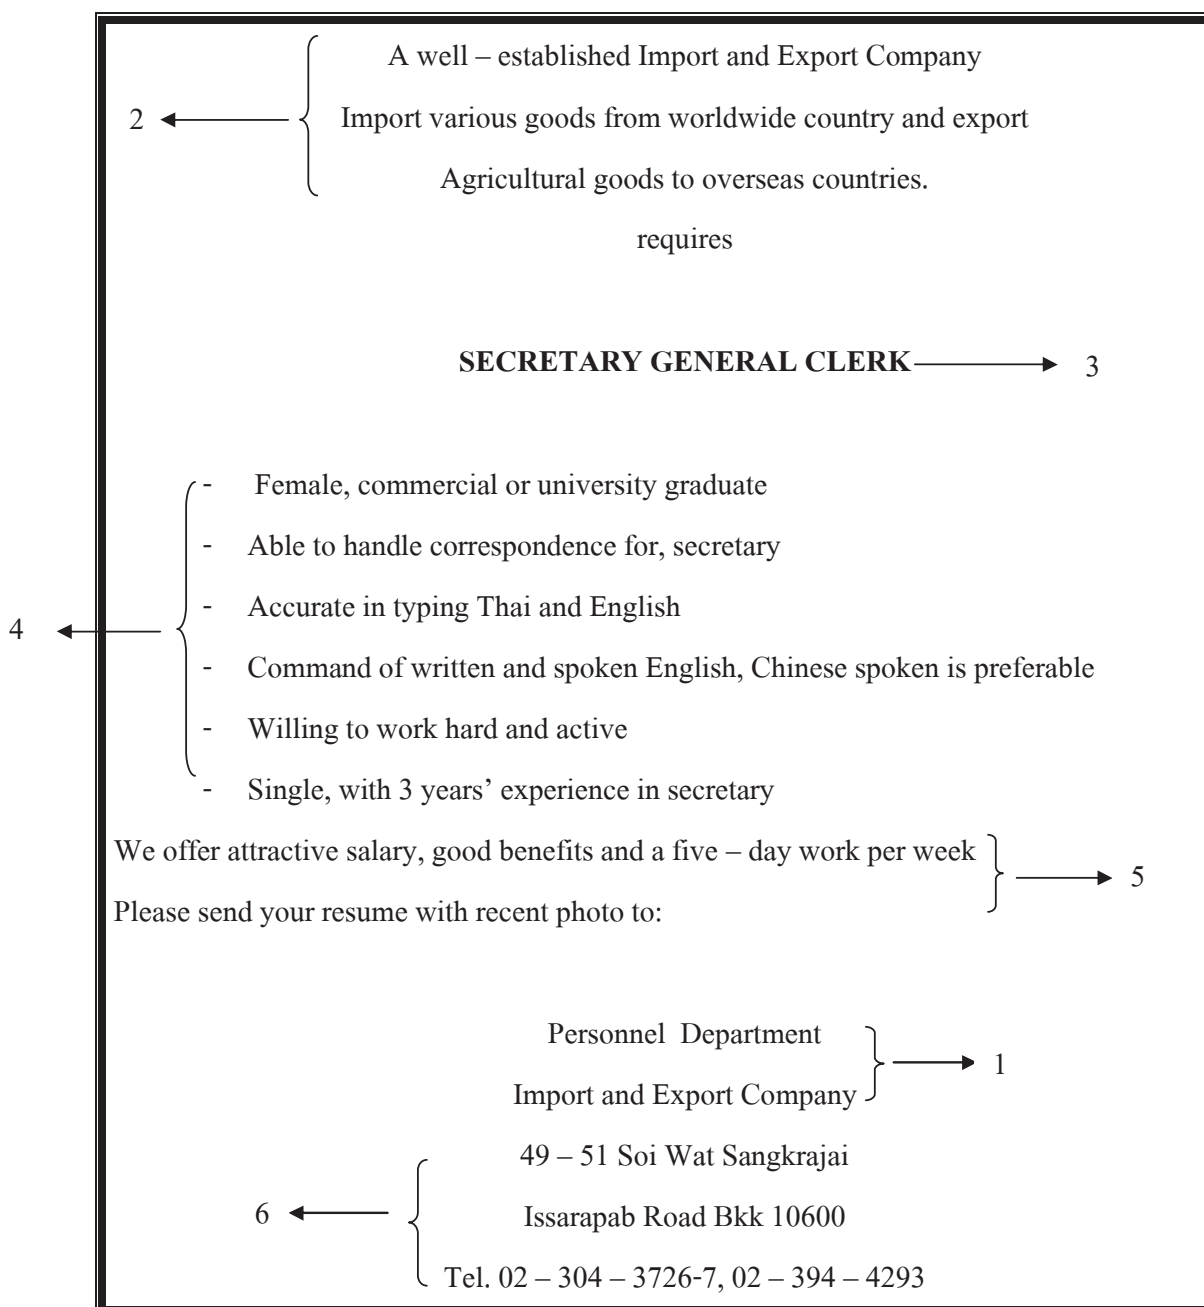 A well – established Import and Export Company
2
Import various goods from worldwide country and export
Agricultural goods to overseas countries.
requires
SECRETARY GENERAL CLERK
3
- Female, commercial or university graduate
- Able to handle correspondence for, secretary
- Accurate in typing Thai and English
4
- Command of written and spoken English, Chinese spoken is preferable
- Willing to work hard and active
- Single, with 3 years’ experience in secretary
We offer attractive salary, good benefits and a five – day work per week
5
Please send your resume with recent photo to:
Personnel Department
1
Import and Export Company
49 – 51 Soi Wat Sangkrajai
6
Issarapab Road Bkk 10600
Tel. 02 – 304 – 3726-7, 02 – 394 – 4293